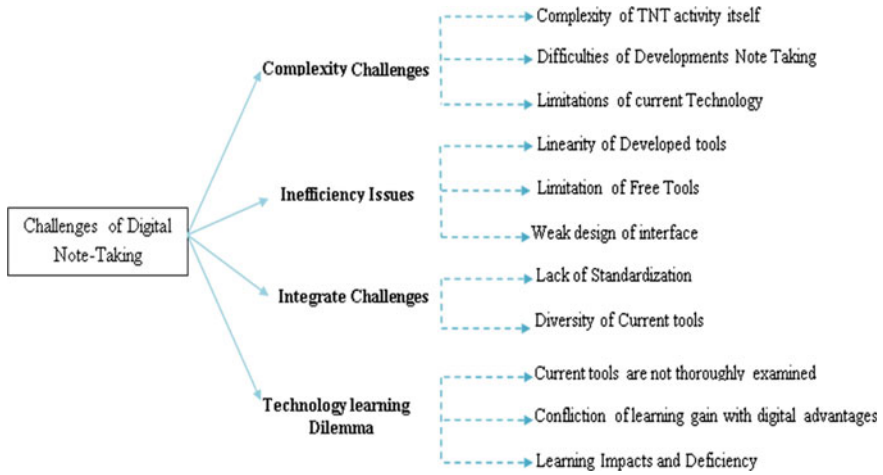 Challenges of Digital
Note-Taking
Complexity Challenges
Complexity of TNT activity itself
Difficulties of Developments Note Taking
Limitations of current Technology
Inefficiency Issues
Linearity of Developed tools
Limitation of Free Tools
Weak design of interface
Integrate Challenges
Lack of Standardization
Diversity of Current tools
Technology learning
Dilemma
Current tools are not thoroughly examined
Confliction of learning gain with digital advantages
Learning Impacts and Deficiency